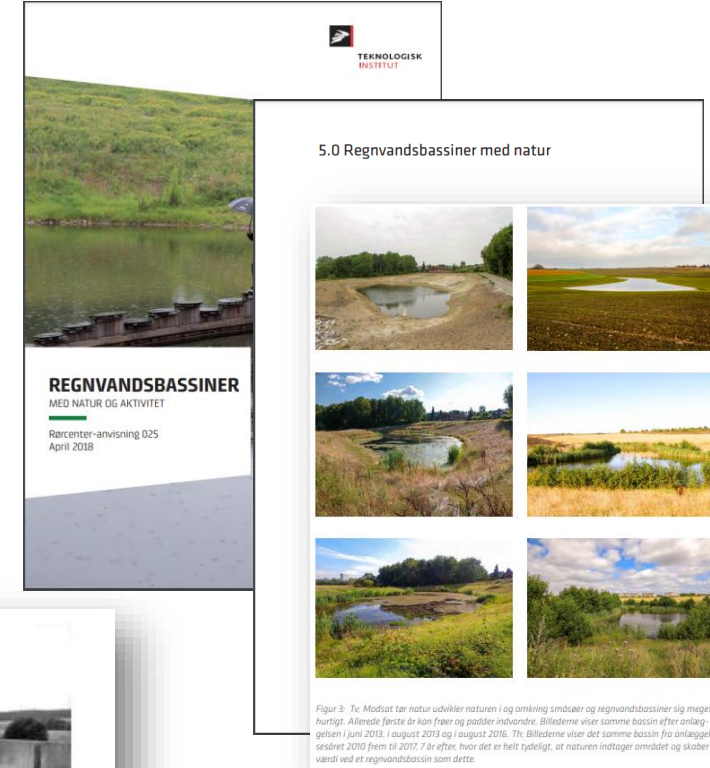 TEKNOLOGISK
INSTITUT
REGNVANDSBASSINER
MED NATUR OG AKTIVITET
Rørcenter-anvisning 025
April 2018
5.0 Regnvandsbassiner med natur
Figur 3: Tv; Modsat tør natur udvikler naturen i og omkring småsøer og regnvandsbassiner sig meget
hurtigt. Allerede første år kan frøer og padder indvandre. Billederne viser samme bassin efter anlæg-
gelsen i juni 2013, i august 2013 og i august 2016. Th; Billederne viser det samme bassin fra anlæggel-
sesåret 2010 frem til 2017, 7 år efter, hvor det er helt tydeligt, at naturen indtager området og skaber
værdi ved et regnvandsbassin som dette.